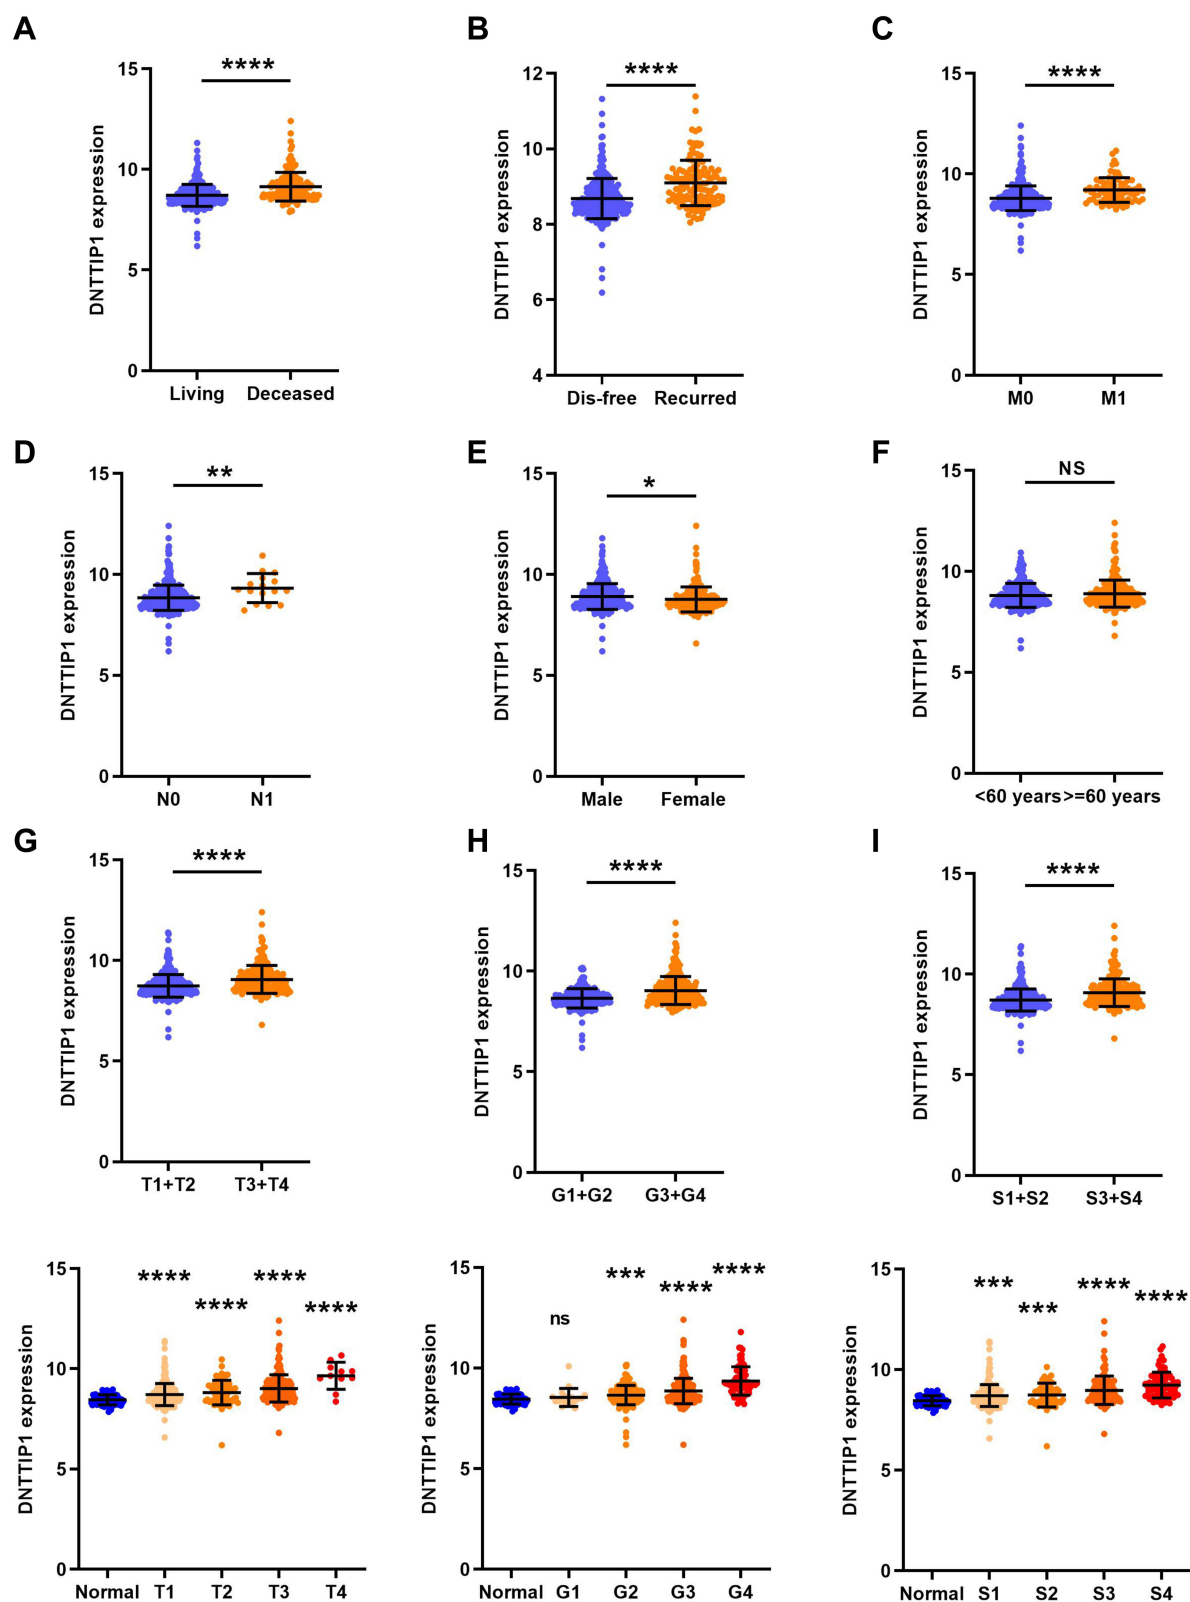 A
B
C
****
15
10
5
0
DNTTIP1 expression
Living Deceased
****
12
10
8
6
4
DNTTIP1 expression
Dis-free Recurred
****
15
10
5
0
DNTTIP1 expression
M0 M1
D
E
F
**
15
10
5
0
DNTTIP1 expression
N0 N1
*
15
10
5
0
DNTTIP1 expression
Male Female
NS
15
10
5
0
DNTTIP1 expression
<60 years >=60 years
G
H
I
****
15
10
5
0
DNTTIP1 expression
T1+T2 T3+T4
****
15
10
5
0
DNTTIP1 expression
G1+G2 G3+G4
****
15
10
5
0
DNTTIP1 expression
S1+S2 S3+S4
**** **** **** ****
15
10
5
0
DNTTIP1 expression
Normal T1 T2 T3 T4
ns *** **** ****
15
10
5
0
DNTTIP1 expression
Normal G1 G2 G3 G4
*** *** **** ****
15
10
5
0
DNTTIP1 expression
Normal S1 S2 S3 S4